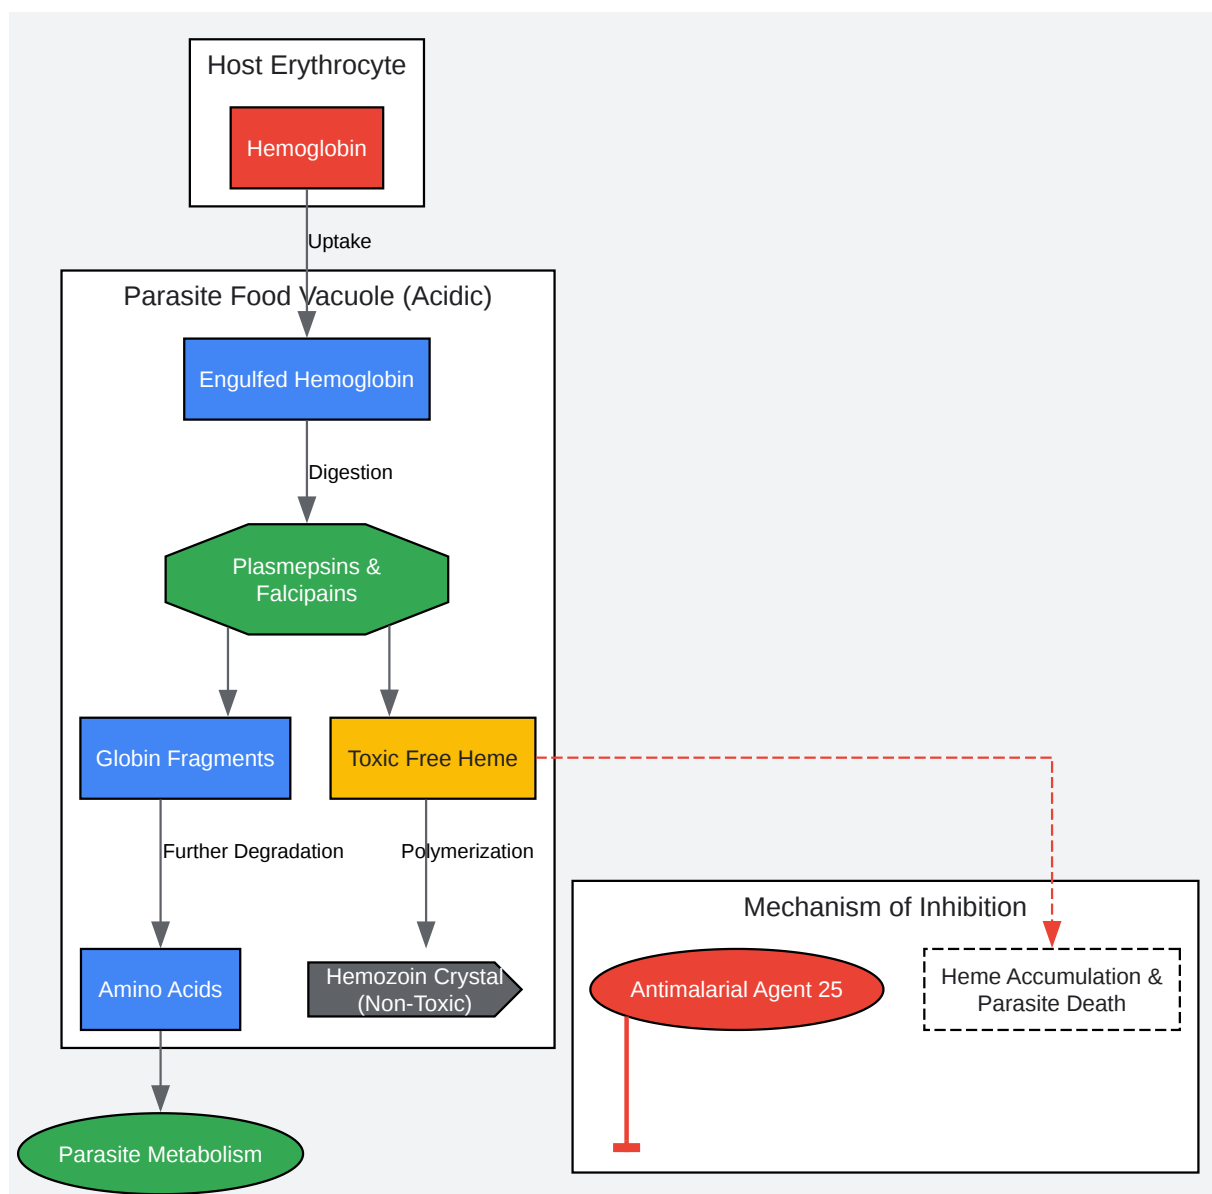 Host Erythrocyte
Hemoglobin
Uptake
Parasite Food Vacuole (Acidic)
Engulfed Hemoglobin
Digestion
Plasmepsins &
Falcipains
Globin Fragments
Toxic Free Heme
Further Degradation
Polymerization
Mechanism of Inhibition
Amino Acids
Hemozoin Crystal
(Non-Toxic)
Antimalarial Agent 25
Heme Accumulation &
Parasite Death
Parasite Metabolism